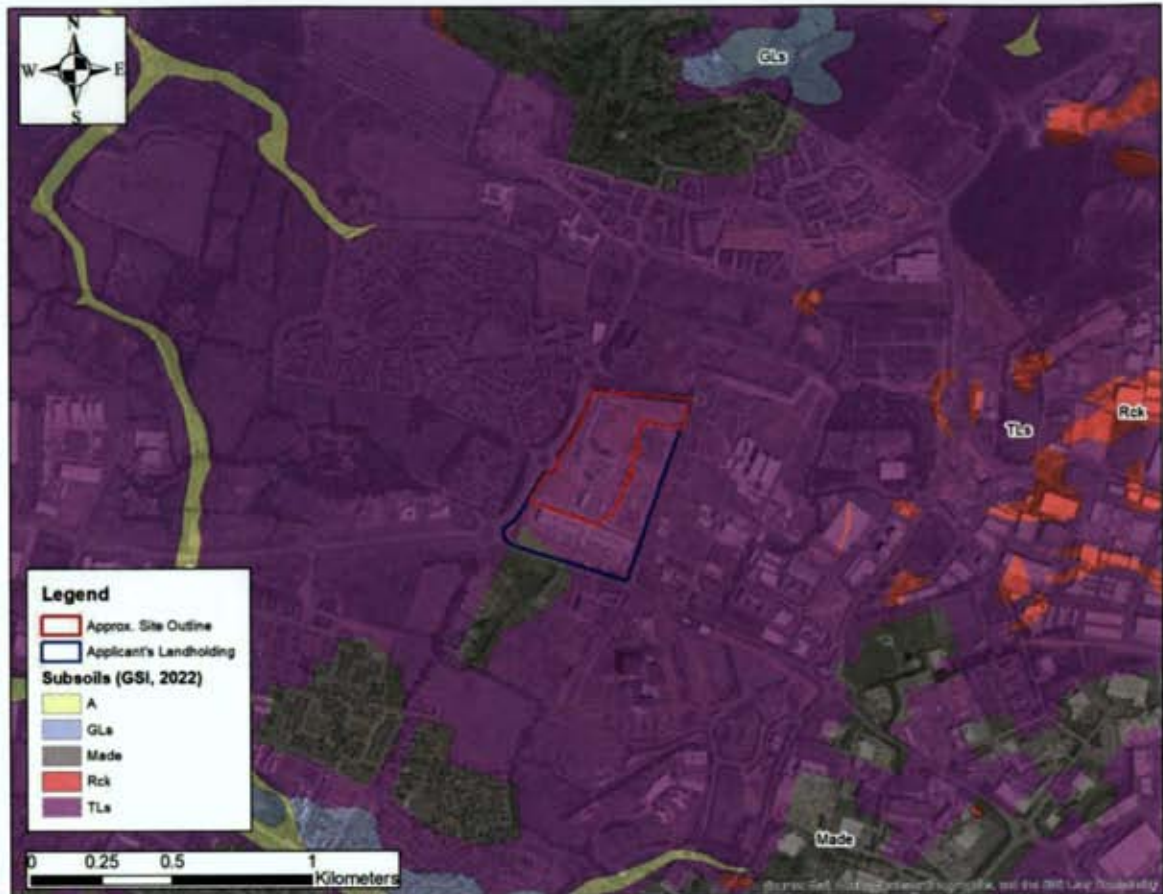 N
W E
S
GLs
Rck
TLs
Legend
Approx. Site Outline
Applicant's Landholding
Subsoils (GSI, 2022)
A
GLs
Made
Rck
TLs
Made
0 0.25 0.5 1
Kilometers